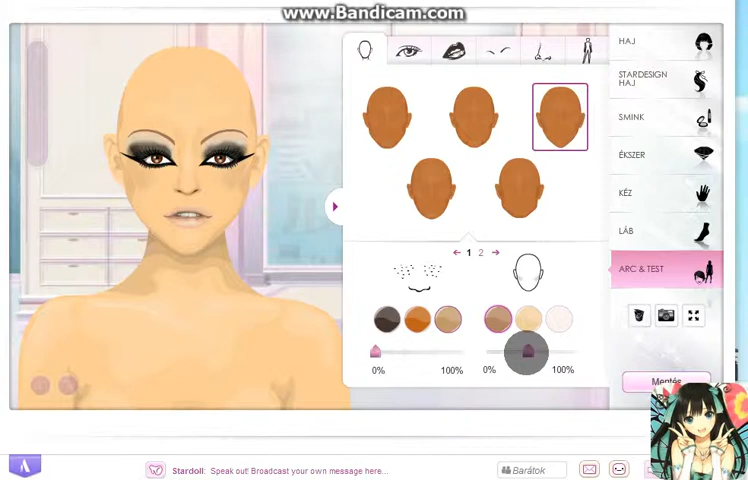 www.Bandicam.com
HAJ
STARDESIGN
HAJ
SMINK
ÉKSZER
KÉZ
LÁB
ARC & TEST
1 2
0% 100% 0% 100%
Mentés
Stardoll: Speak out! Broadcast your own message here...
Barátok